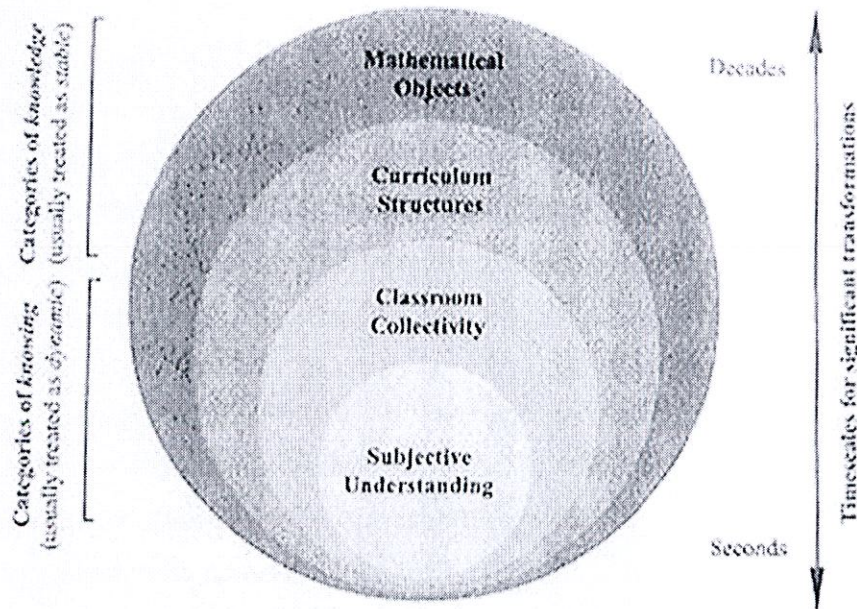 Categories of knowledge
(usually treated as stable)
Categories of knowing
(usually treated as dynamic)
Mathematical
Objects
Curriculum
Structures
Classroom
Collectivity
Subjective
Understanding
Decades
Seconds
Timescales for significant transformations